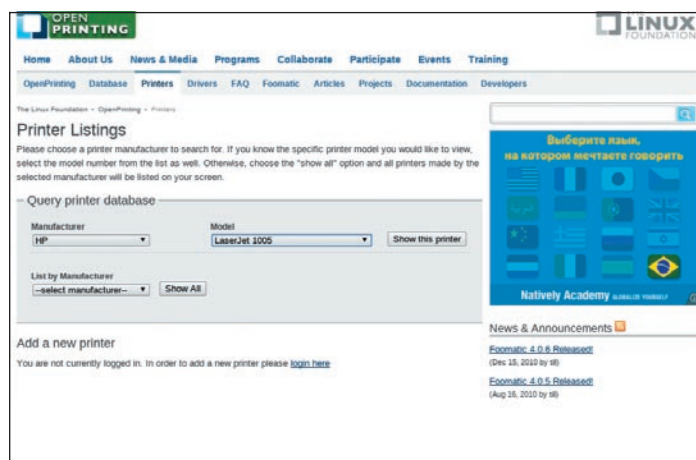 OPEN
PRINTING
LINUX
FOUNDATION
Home About Us News & Media Programs Collaborate Participate Events Training
OpenPrinting Database Printers Drivers FAQ Foomatic Articles Projects Documentation Developers
The Linux Foundation - OpenPrinting - Printers
Printer Listings
Please choose a printer manufacturer to search for. If you know the specific printer model you would like to view,
select the model number from the list as well. Otherwise, choose the "show all" option and all printers made by the
selected manufacturer will be listed on your screen.
Query printer database
Manufacturer Model
HP LaserJet 1005 Show this printer
List by Manufacturer
--select manufacturer-- Show All
Add a new printer
You are not currently logged in. In order to add a new printer please login here
Выберите язык,
на котором мечтаете говорить
Natively Academy GLOBALIZE YOURSELF
News & Announcements
Foomatic 4.0.6 Released!
(Dec 15, 2010 by till)
Foomatic 4.0.5 Released!
(Aug 16, 2010 by till)